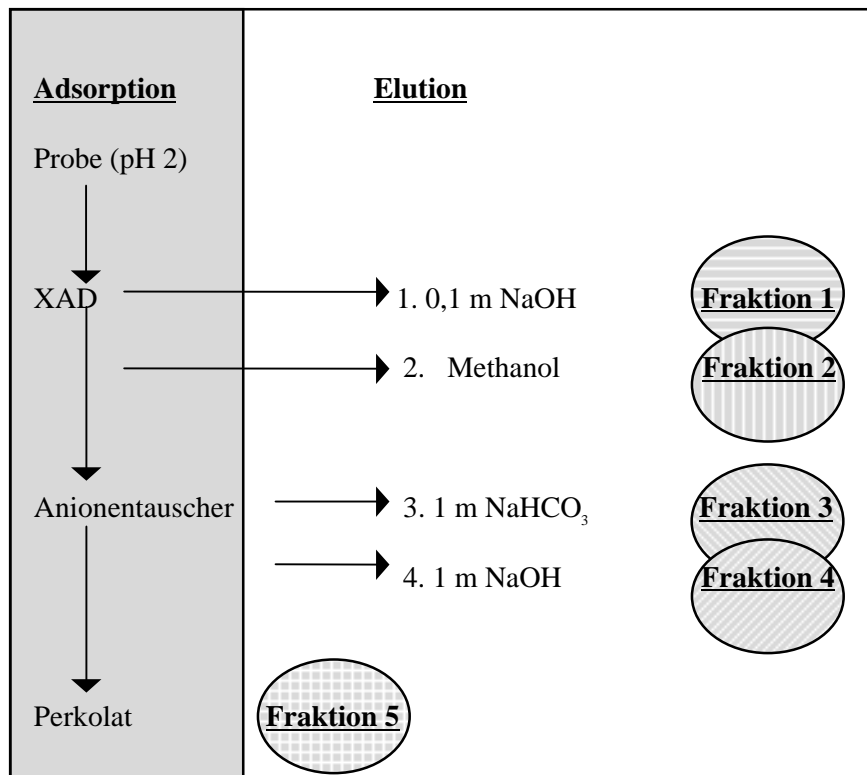 Adsorption Elution
Probe (pH 2)
XAD 1. 0,1 m NaOH Fraktion 1
2. Methanol Fraktion 2
Anionentauscher 3. 1 m NaHCO₃ Fraktion 3
4. 1 m NaOH Fraktion 4
Perkolat Fraktion 5